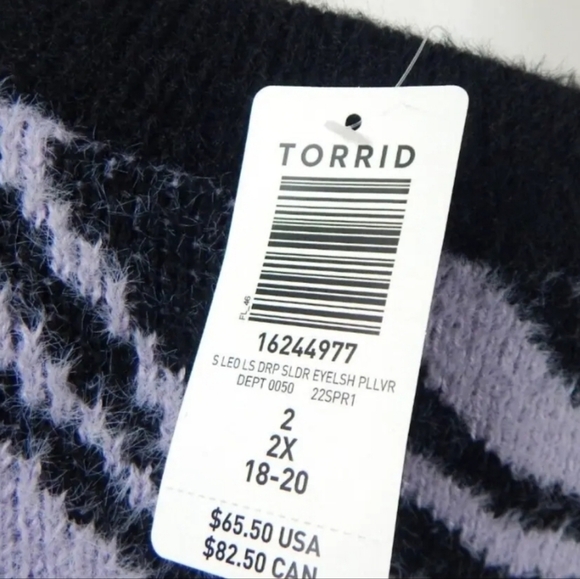 TORRID
FL_46
16244977
S LEO LS DRP SLDR EYELSH PLLVR
DEPT 0050 22SPR1
2
2X
18-20
$65.50 USA
$82.50 CAN